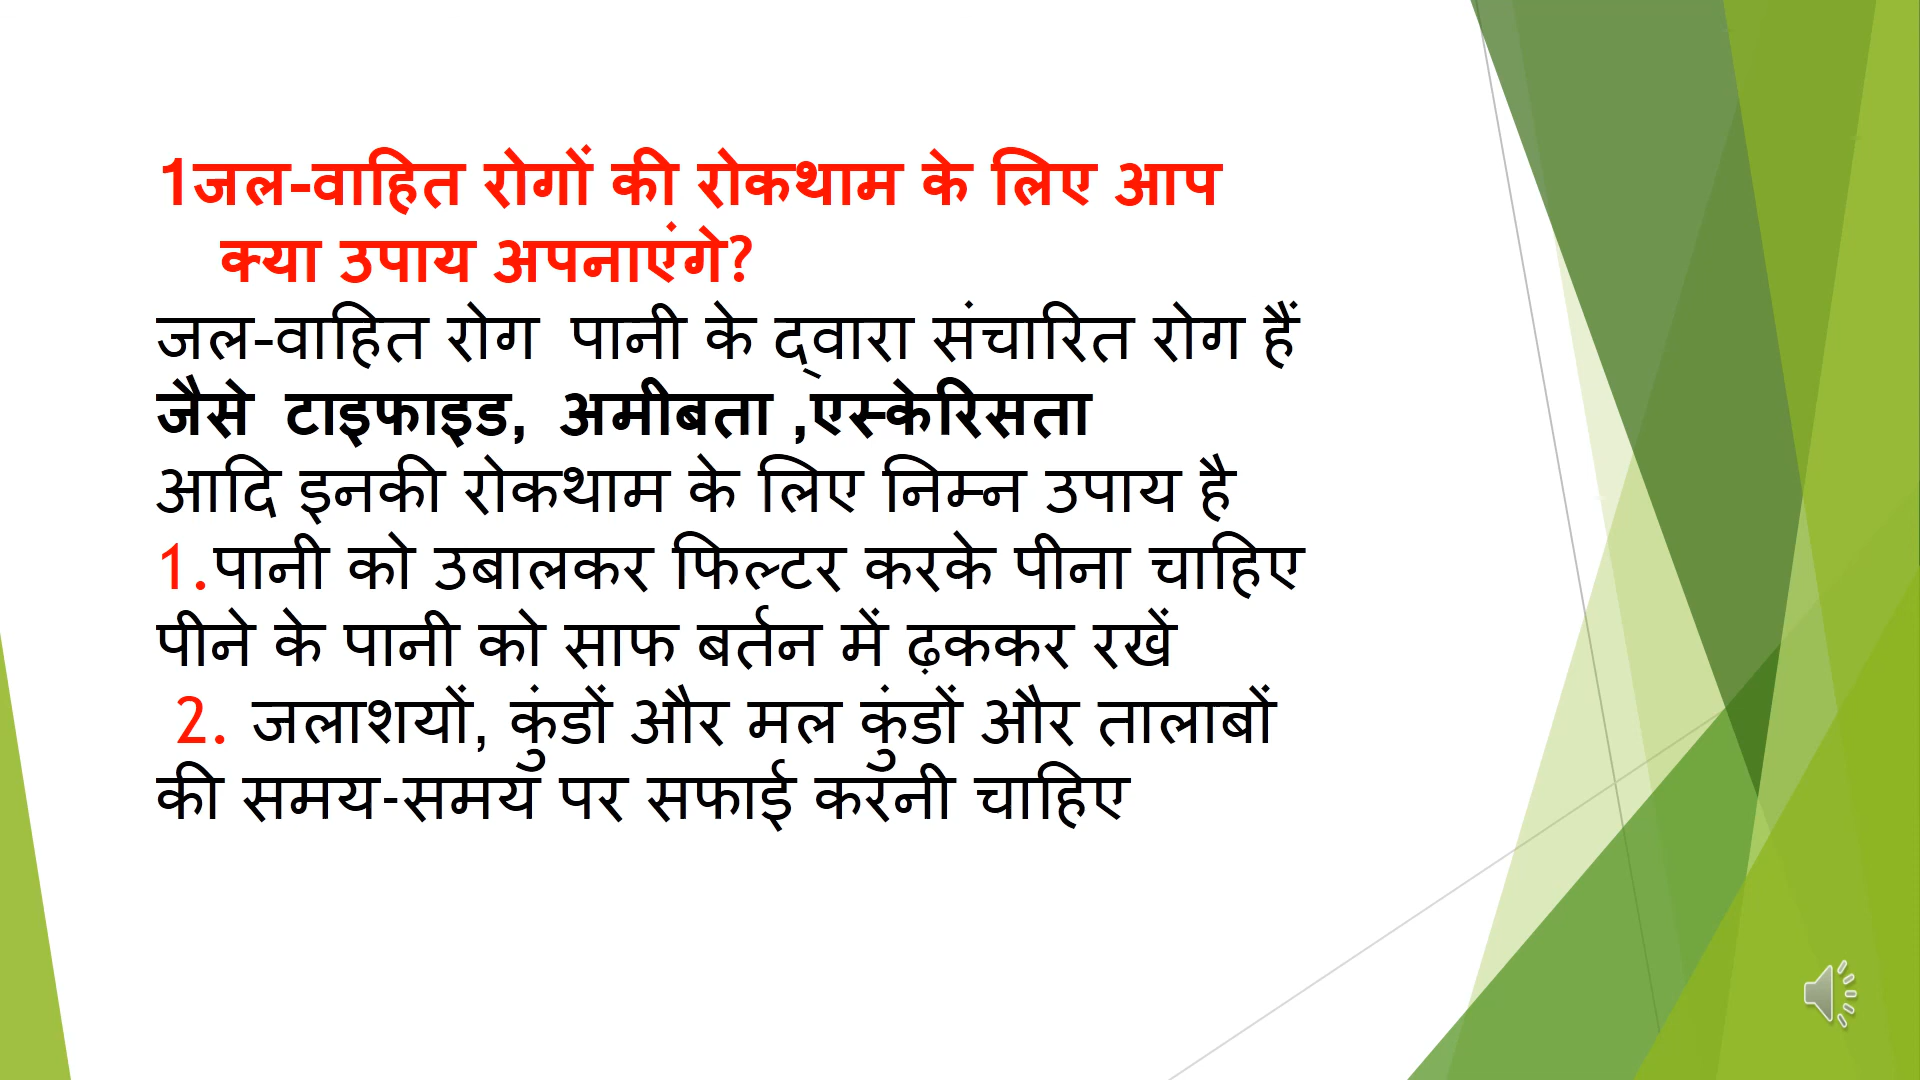 1जल-वाहित रोगों की रोकथाम के लिए आप
क्या उपाय अपनाएंगे?
जल-वाहित रोग पानी के द्वारा संचारित रोग हैं
जैसे टाइफाइड, अमीबता ,एस्केरिसता
आदि इनकी रोकथाम के लिए निम्न उपाय है
1.पानी को उबालकर फिल्टर करके पीना चाहिए
पीने के पानी को साफ बर्तन में ढ़ककर रखें
2. जलाशयों, कुंडों और मल कुंडों और तालाबों
की समय-समय पर सफाई करनी चाहिए